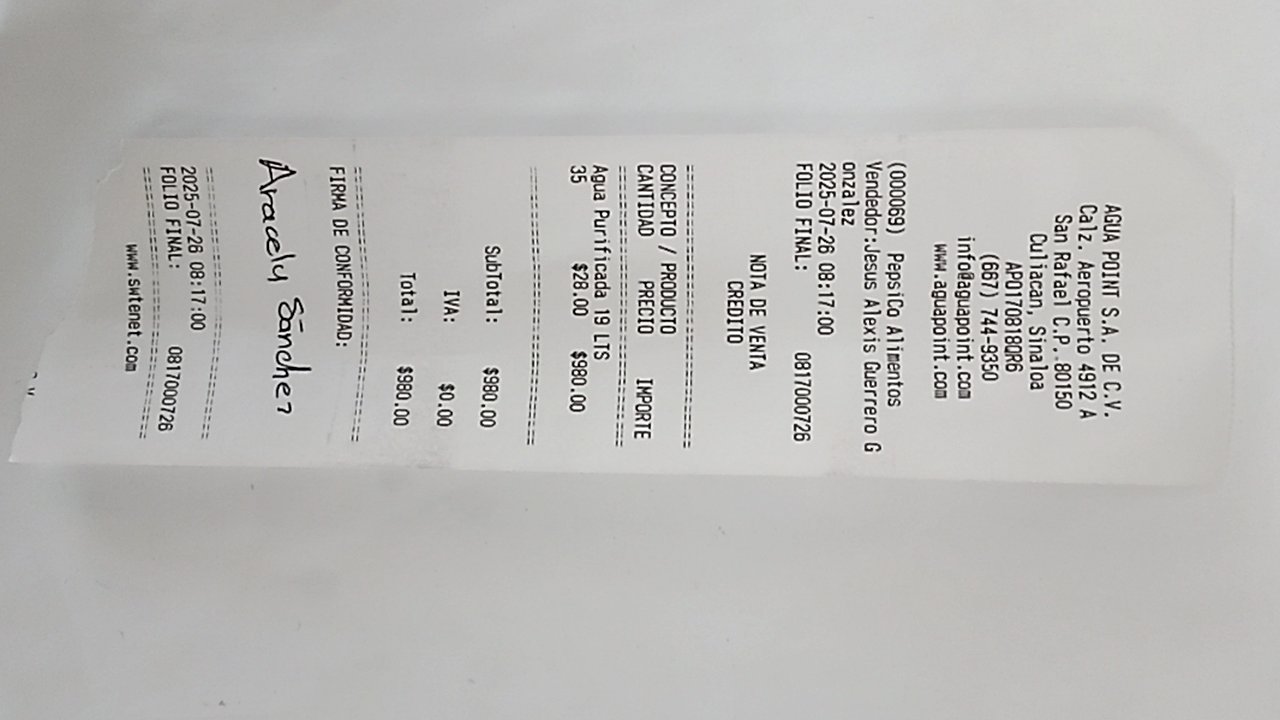 AGUA POINT S.A. DE C.V.
Calz. Aeropuerto 4912 A
San Rafael C.P. 80150
Culiacan, Sinaloa
APO170818QR6
(667) 744-9350
info@aguapoint.com
www.aguapoint.com
(000069) PepsiCo Alimentos
Vendedor:Jesus Alexis Guerrero G
onzalez
2025-07-26 08:17:00
FOLIO FINAL: 0817000726
NOTA DE VENTA
CREDITO
================================
CONCEPTO / PRODUCTO
CANTIDAD PRECIO IMPORTE
================================
Agua Purificada 19 LTS
35 $28.00 $980.00
================================
SubTotal: $980.00
IVA: $0.00
Total: $980.00
================================
FIRMA DE CONFORMIDAD:
Aracely Sánchez
================================
2025-07-26 08:17:00
FOLIO FINAL: 0817000726
================================
www.swtenet.com